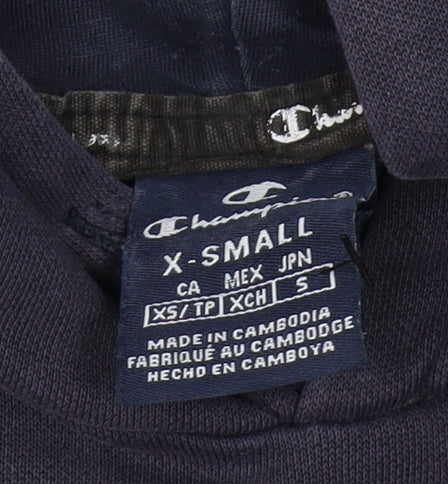 Champion
X-SMALL
CA MEX JPN
XS/TP XCH S
MADE IN CAMBODIA
FABRIQUÉ AU CAMBODGE
HECHO EN CAMBOYA